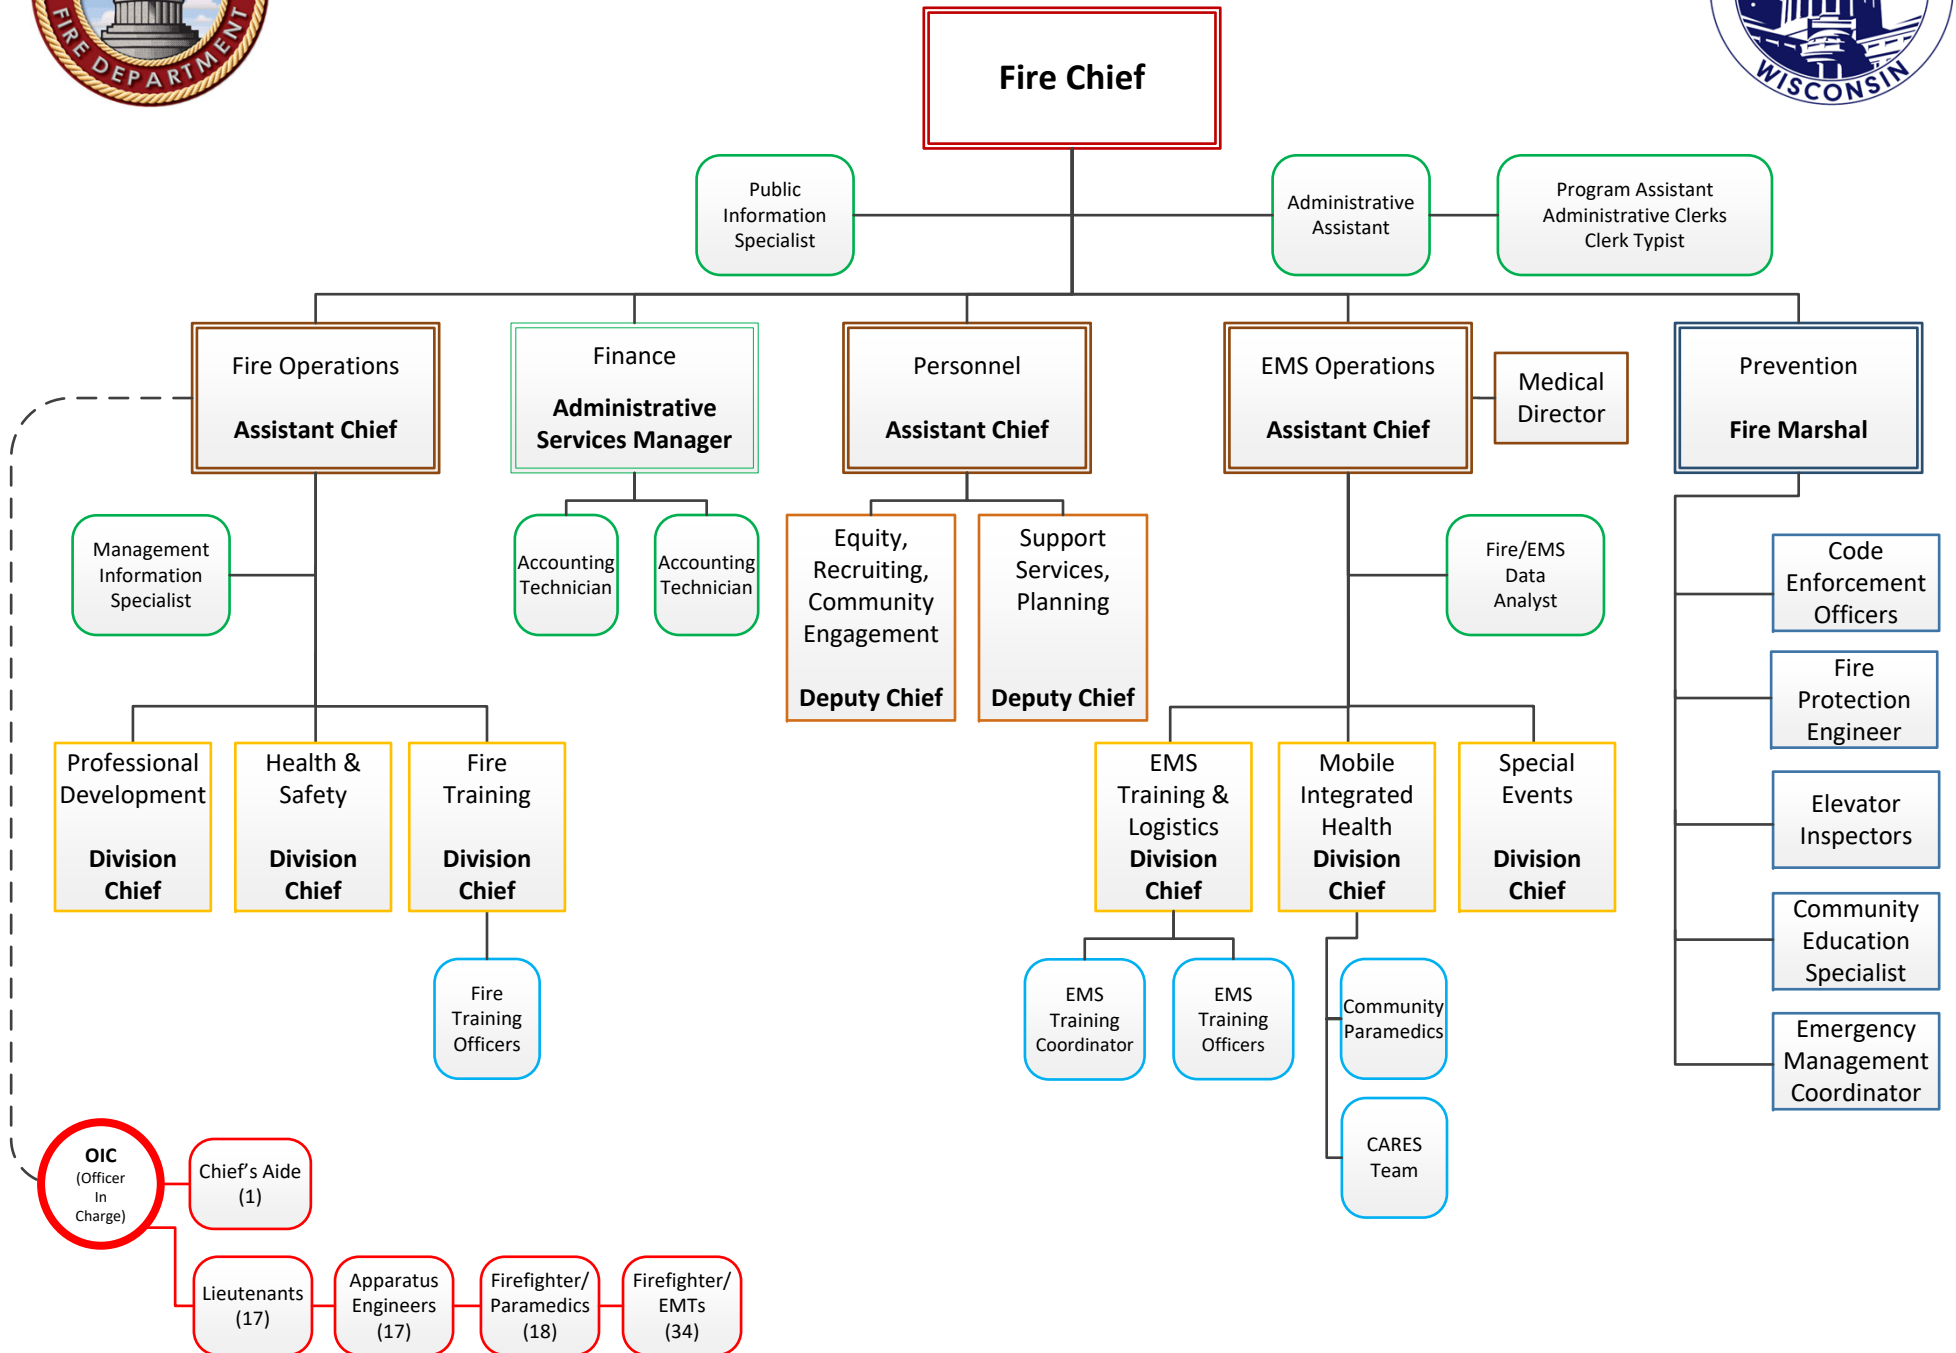 FIRE DEPARTMENT
WISCONSIN
Fire Chief
Public
Information
Specialist
Administrative
Assistant
Program Assistant
Administrative Clerks
Clerk Typist
Fire Operations
Assistant Chief
Finance
Administrative
Services Manager
Personnel
Assistant Chief
EMS Operations
Assistant Chief
Medical
Director
Prevention
Fire Marshal
Management
Information
Specialist
Accounting
Technician
Accounting
Technician
Equity,
Recruiting,
Community
Engagement
Deputy Chief
Support
Services,
Planning
Deputy Chief
Fire/EMS
Data
Analyst
Code
Enforcement
Officers
Fire
Protection
Engineer
Elevator
Inspectors
Community
Education
Specialist
Emergency
Management
Coordinator
Professional
Development
Division
Chief
Health &
Safety
Division
Chief
Fire
Training
Division
Chief
EMS
Training &
Logistics
Division
Chief
Mobile
Integrated
Health
Division
Chief
Special
Events
Division
Chief
Fire
Training
Officers
EMS
Training
Coordinator
EMS
Training
Officers
Community
Paramedics
CARES
Team
OIC
(Officer
In
Charge)
Chief’s Aide
(1)
Lieutenants
(17)
Apparatus
Engineers
(17)
Firefighter/
Paramedics
(18)
Firefighter/
EMTs
(34)